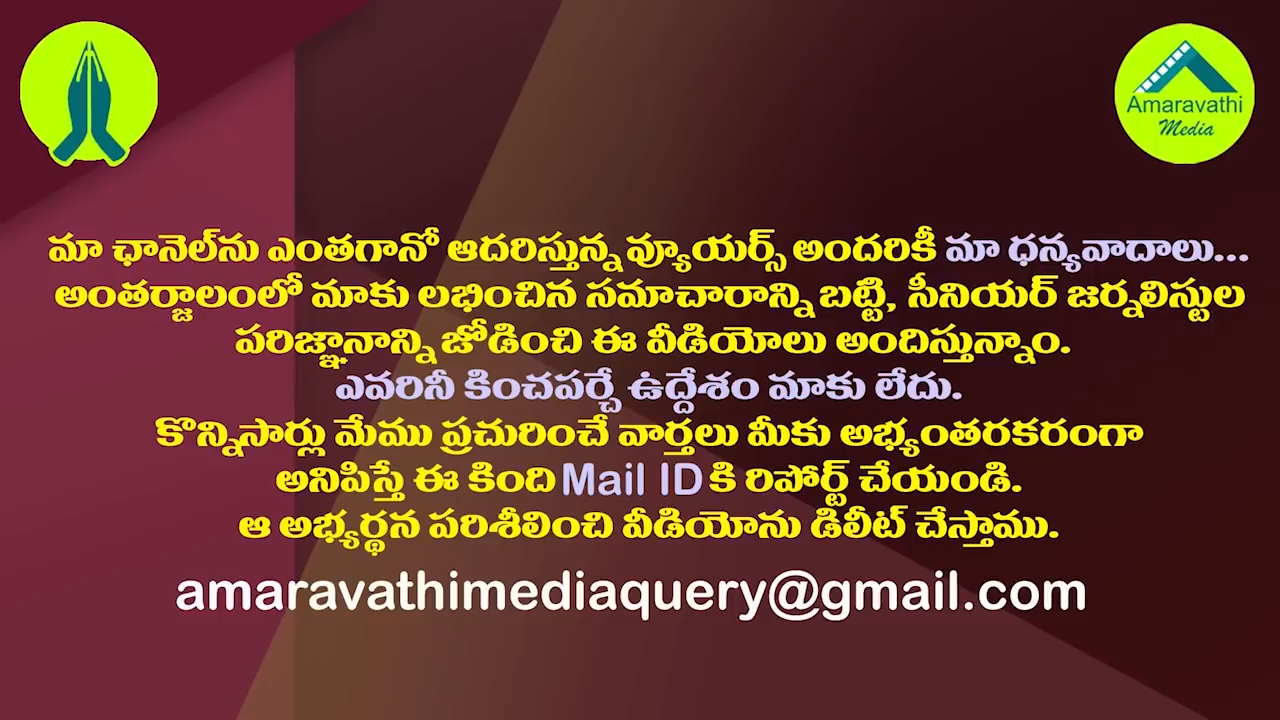 Amaravathi
Media
మా ఛానెల్‌ను ఎంతగానో ఆదరిస్తున్న వ్యూయర్స్ అందరికీ మా ధన్యవాదాలు...
అంతర్జాలంలో మాకు లభించిన సమాచారాన్ని బట్టి, సీనియర్ జర్నలిస్టుల
పరిజ్ఞానాన్ని జోడించి ఈ వీడియోలు అందిస్తున్నాం.
ఎవరినీ కించపర్చే ఉద్దేశం మాకు లేదు.
కొన్నిసార్లు మేము ప్రచురించే వార్తలు మీకు అభ్యంతరకరంగా
అనిపిస్తే ఈ కింది Mail ID కి రిపోర్ట్ చేయండి.
ఆ అభ్యర్థన పరిశీలించి వీడియోను డిలీట్ చేస్తాము.
amaravathimediaquery@gmail.com